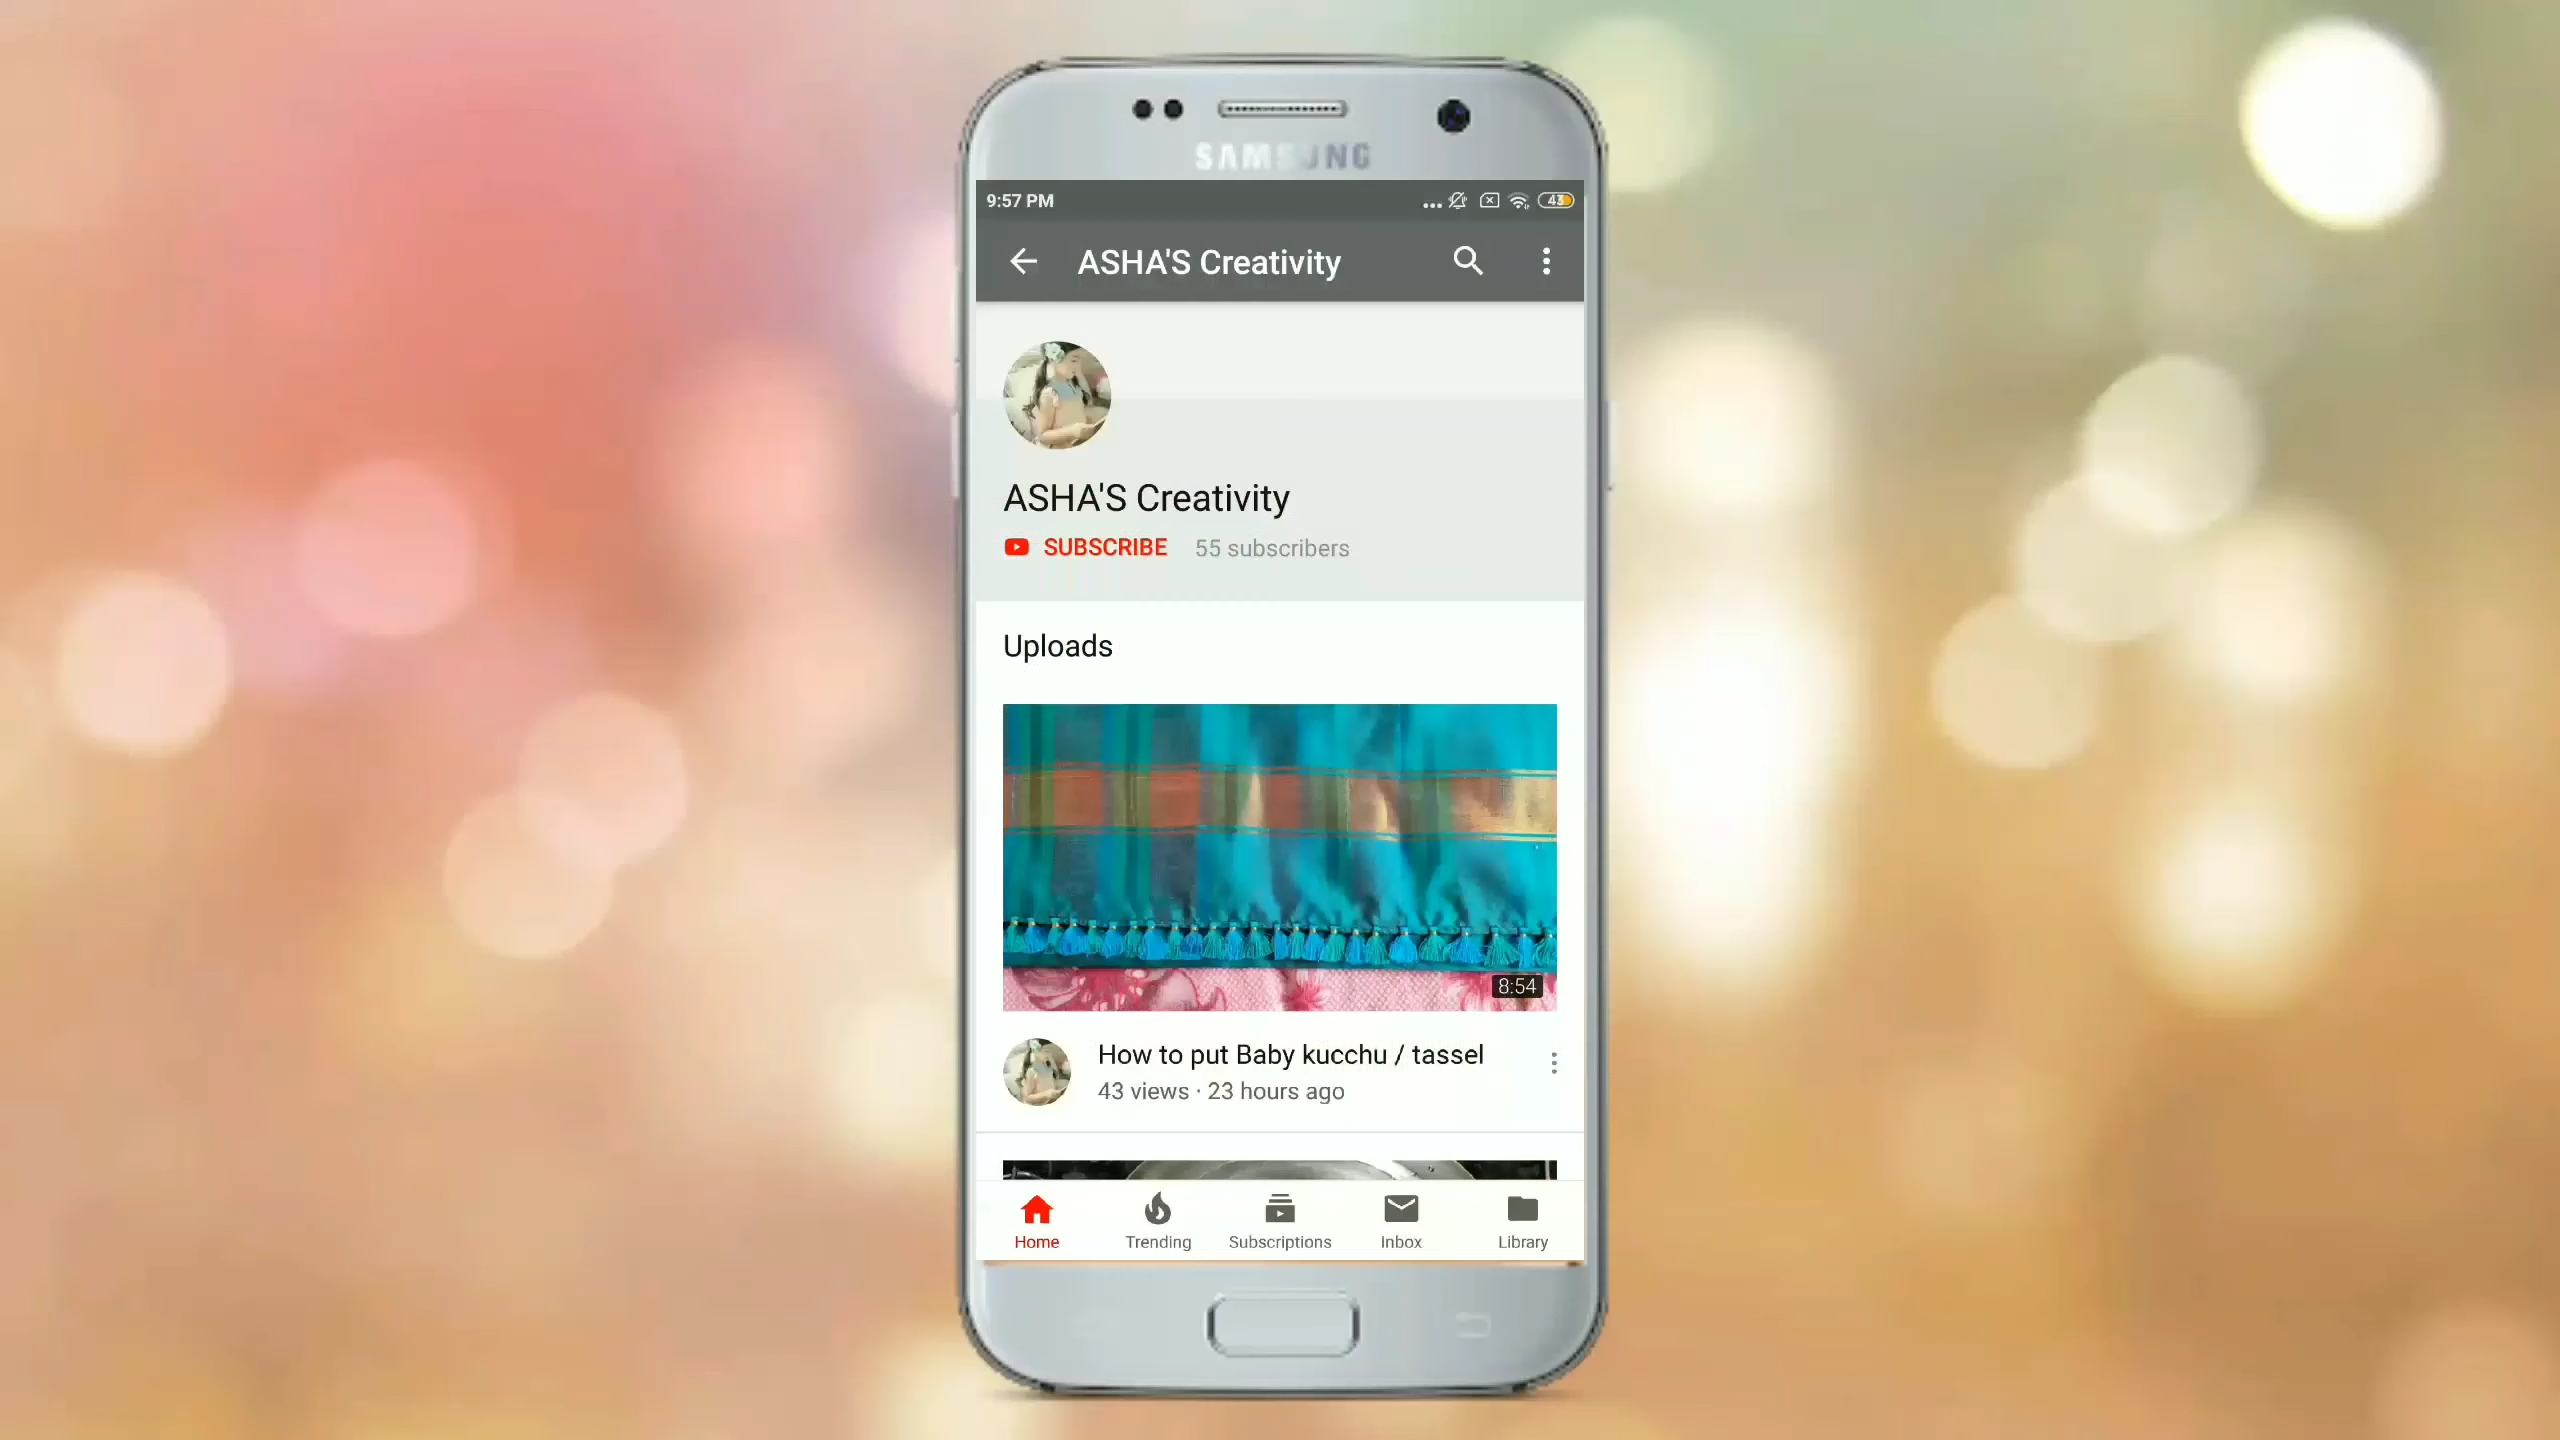 SAMSUNG
9:57 PM
43
ASHA'S Creativity
ASHA'S Creativity
SUBSCRIBE 55 subscribers
Uploads
8:54
How to put Baby kucchu / tassel
43 views · 23 hours ago
Home Trending Subscriptions Inbox Library